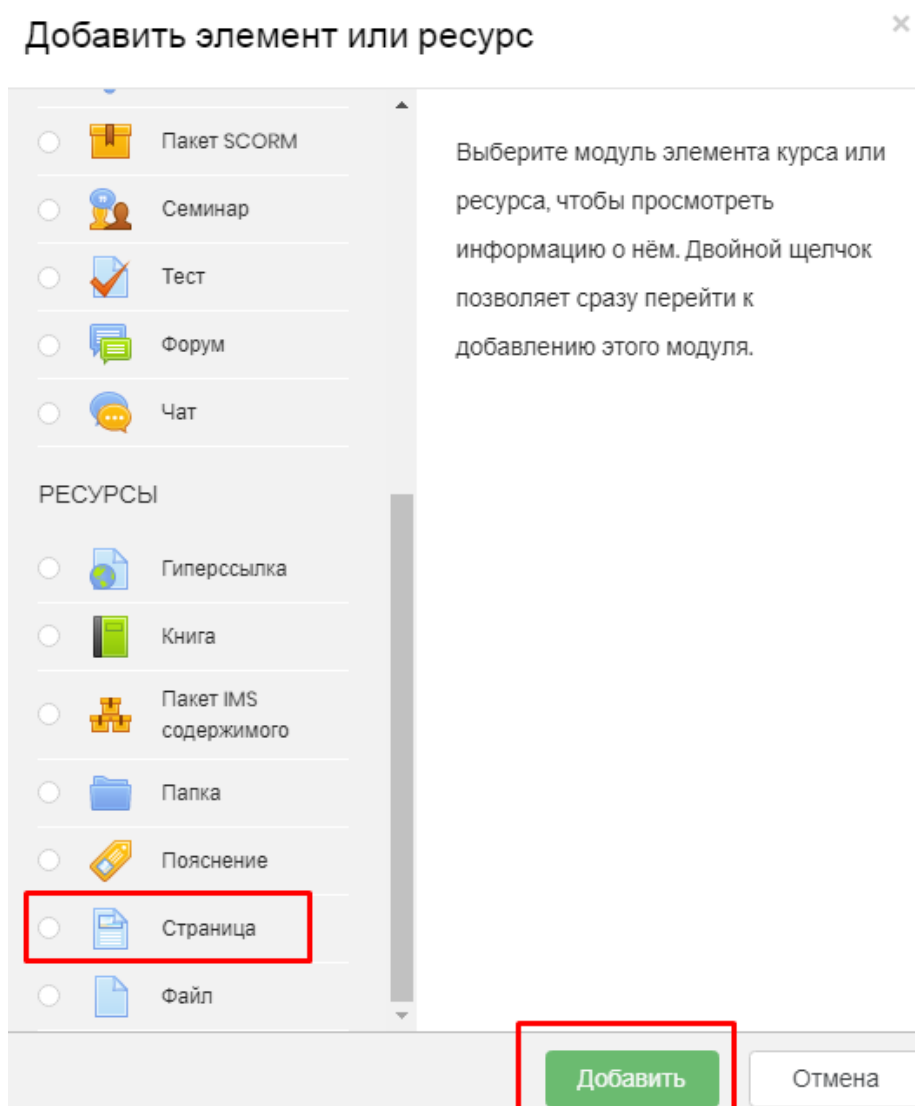 Добавить элемент или ресурс
Пакет SCORM
Семинар
Тест
Форум
Чат
РЕСУРСЫ
Гиперссылка
Книга
Пакет IMS
содержимого
Папка
Пояснение
Страница
Файл
Выберите модуль элемента курса или
ресурса, чтобы просмотреть
информацию о нём. Двойной щелчок
позволяет сразу перейти к
добавлению этого модуля.
Добавить
Отмена